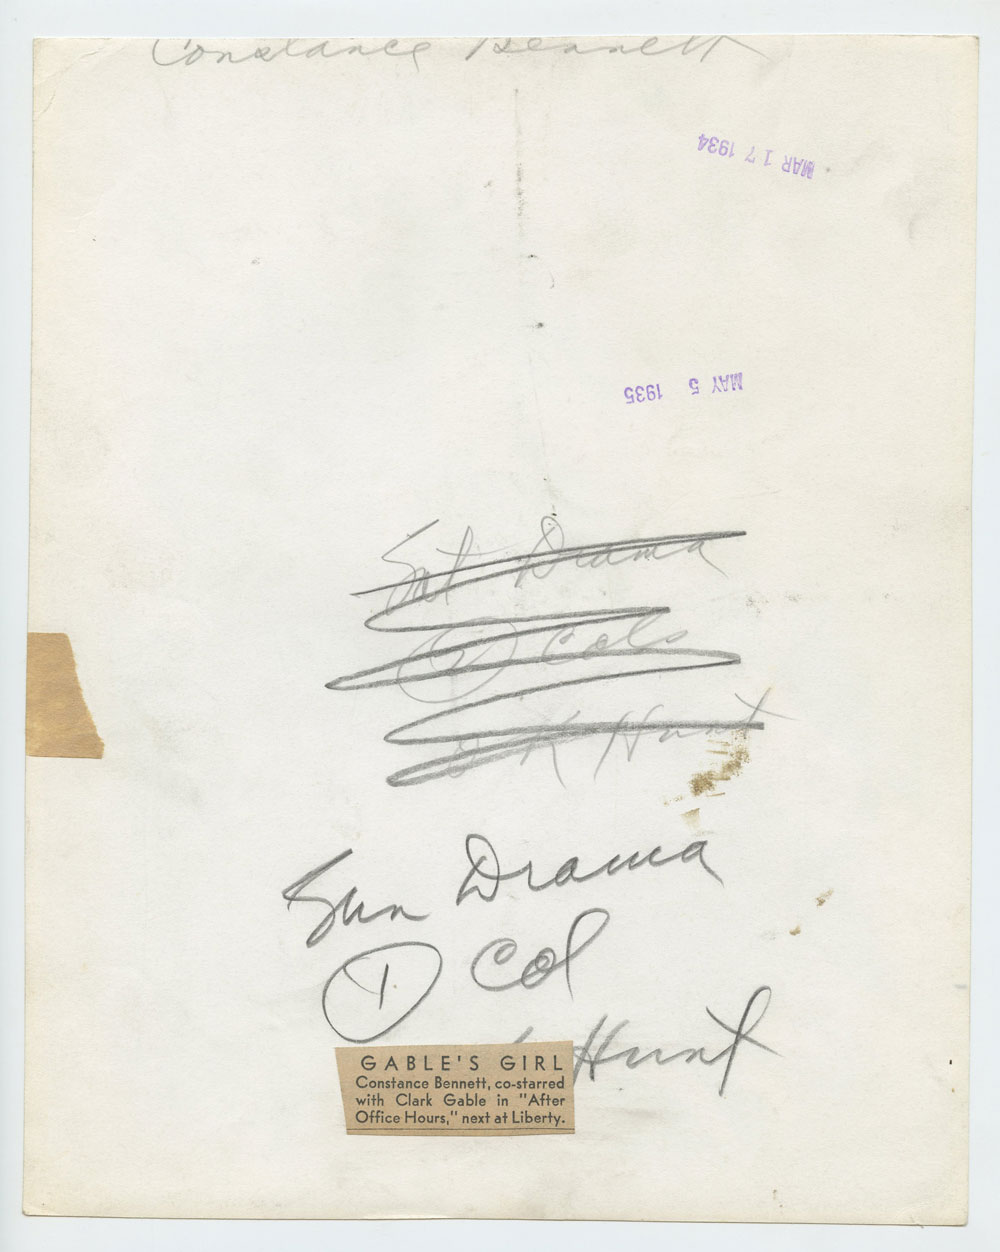 Constance Bennett
MAR 17 1934
MAY 5 1935
Sat Drama
② Cols
K Hunt
Sun Drama
① Col
Hunt
GABLE'S GIRL
Constance Bennett, co-starred
with Clark Gable in "After
Office Hours," next at Liberty.